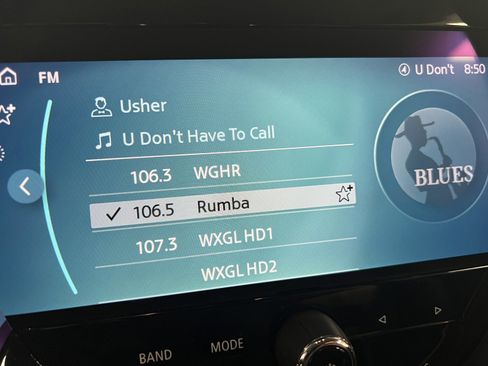 FM
U Don't 8:50
Usher
U Don't Have To Call
106.3 WGHR
106.5 Rumba
107.3 WXGL HD1
WXGL HD2
BLUES
BAND MODE